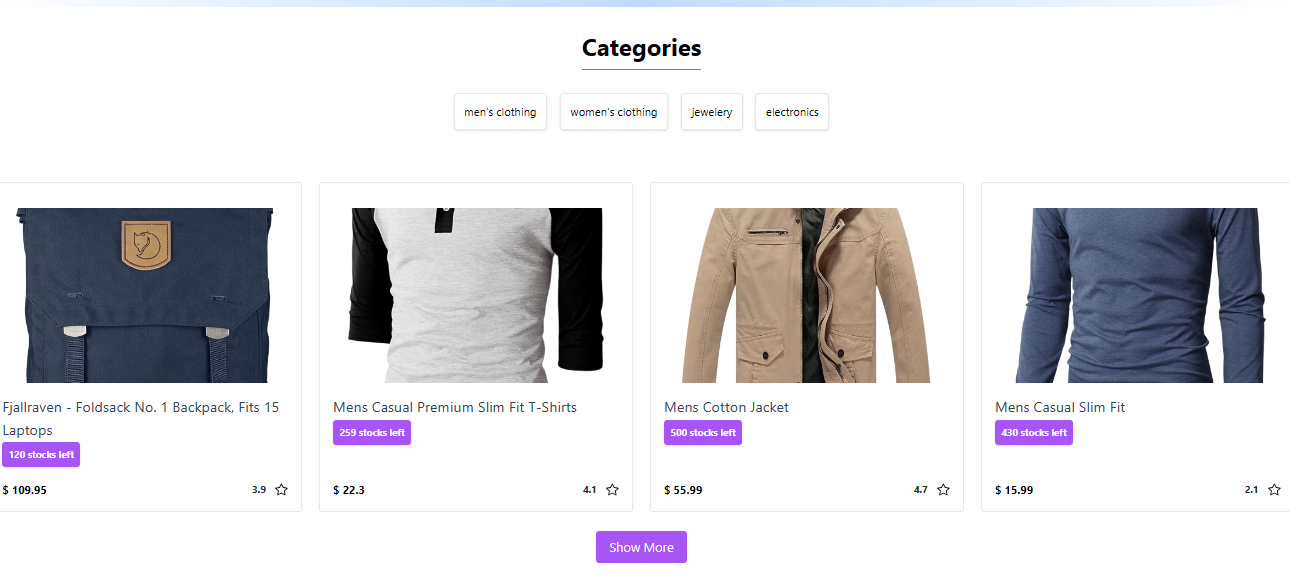 Categories
men's clothing
women's clothing
jewelery
electronics
Fjallraven - Foldsack No. 1 Backpack, Fits 15
Laptops
120 stocks left
$ 109.95
3.9
Mens Casual Premium Slim Fit T-Shirts
259 stocks left
$ 22.3
4.1
Mens Cotton Jacket
500 stocks left
$ 55.99
4.7
Mens Casual Slim Fit
430 stocks left
$ 15.99
2.1
Show More